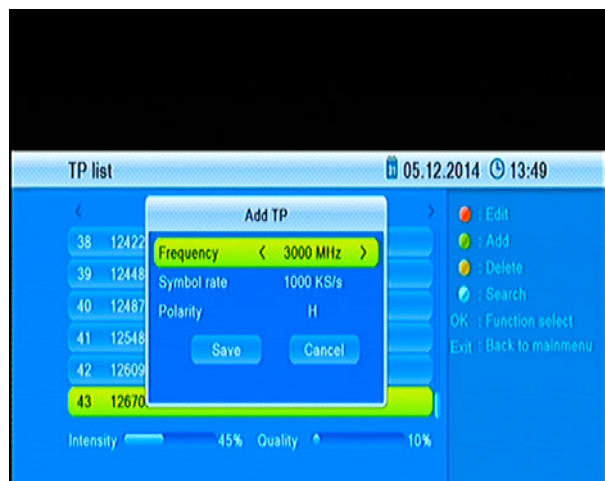 TP list 05.12.2014 13:49
< >
Add TP
38 12422
39 12448
40 12487
41 12548
42 12609
43 12670
Frequency < 3000 MHz >
Symbol rate 1000 KS/s
Polarity H
Save Cancel
: Edit
: Add
: Delete
: Search
OK : Function select
Exit : Back to mainmenu
Intensity 45% Quality 10%